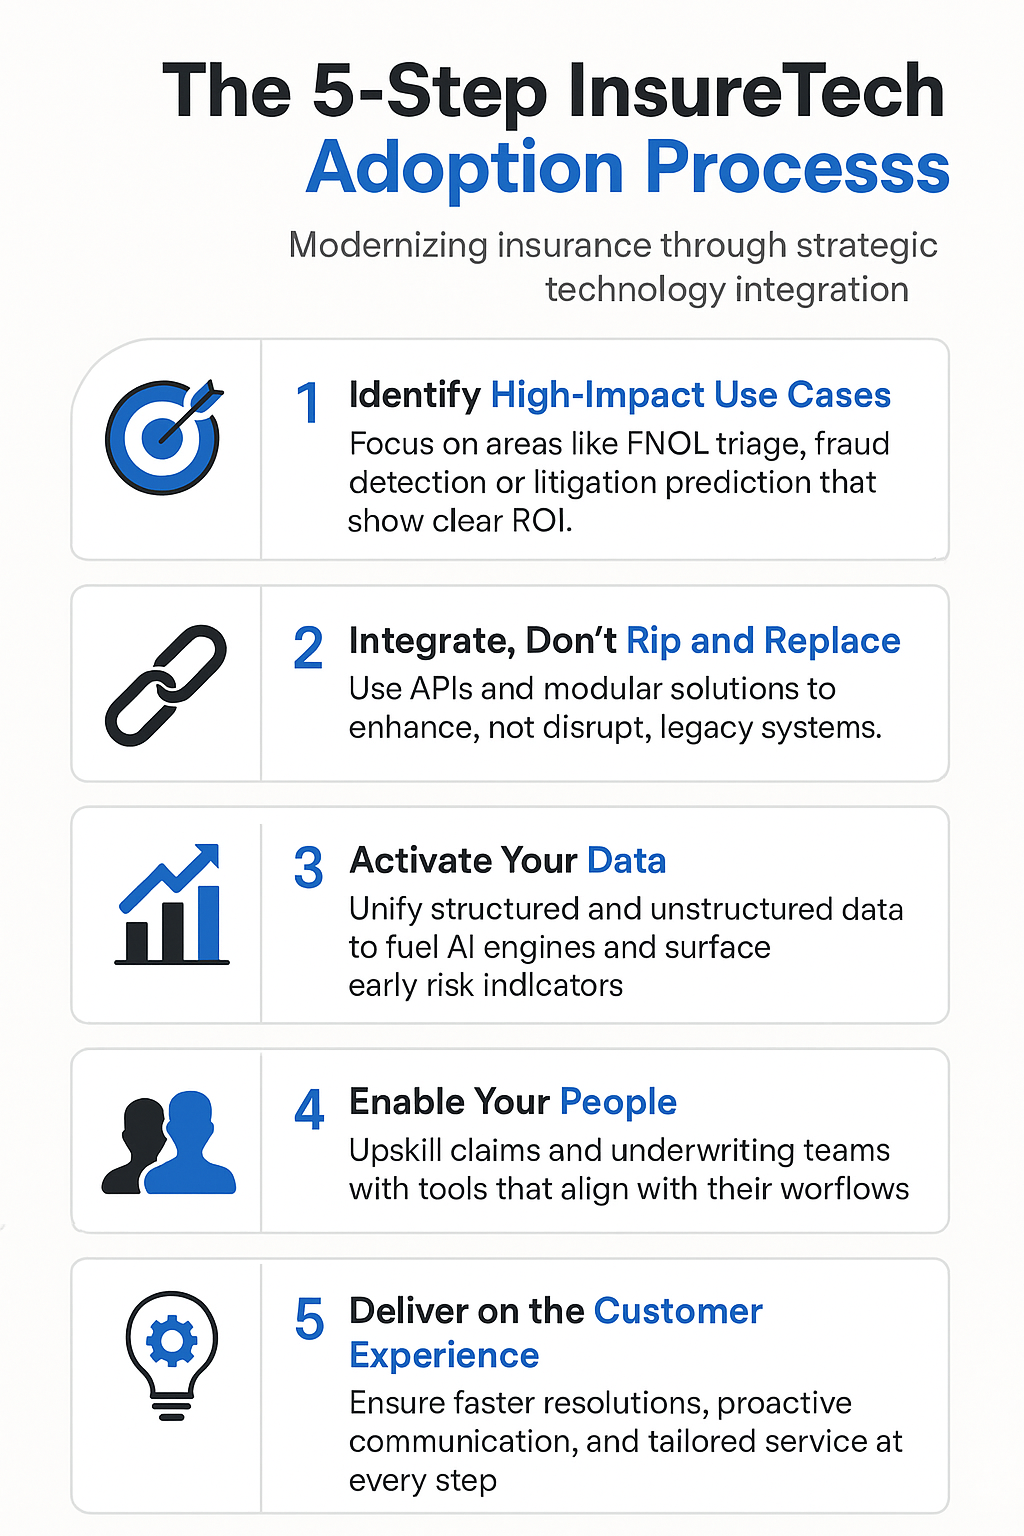 The 5-Step InsureTech
Adoption Processs
Modernizing insurance through strategic
technology integration
1 Identify High-Impact Use Cases
Focus on areas like FNOL triage, fraud
detection or litigation prediction that
show clear ROI.
2 Integrate, Don’t Rip and Replace
Use APIs and modular solutions to
enhance, not disrupt, legacy systems.
3 Activate Your Data
Unify structured and unstructured data
to fuel AI engines and surface
early risk indlcators
4 Enable Your People
Upskill claims and underwriting teams
with tools that align with their worflows
5 Deliver on the Customer
Experience
Ensure faster resolutions, proactive
communication, and tailored service at
every step